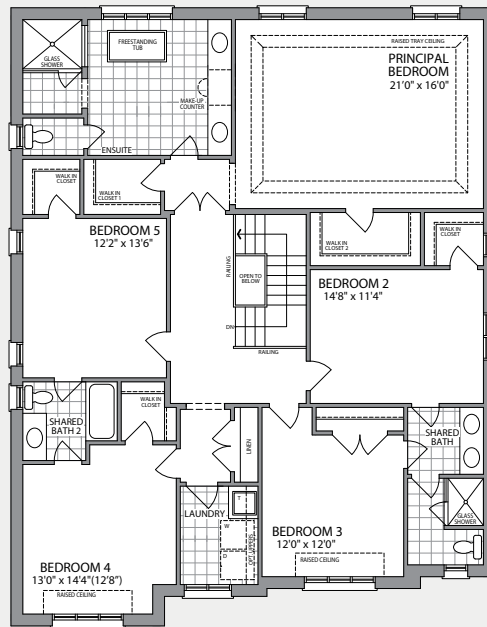 FREESTANDING
TUB
GLASS
SHOWER
MAKE-UP
COUNTER
ENSUITE
RAISED TRAY CEILING
PRINCIPAL
BEDROOM
21'0" x 16'0"
WALK IN
CLOSET
WALK IN
CLOSET 1
BEDROOM 5
12'2" x 13'6"
RAILING
OPEN TO
BELOW
DN
RAILING
WALK IN
CLOSET 2
WALK IN
CLOSET
BEDROOM 2
14'8" x 11'4"
SHARED
BATH 2
WALK IN
CLOSET
LINEN
SHARED
BATH
GLASS
SHOWER
LAUNDRY
T
W
D
OPT. UPPERS
BEDROOM 3
12'0" x 12'0"
RAISED CEILING
BEDROOM 4
13'0" x 14'4"(12'8")
RAISED CEILING